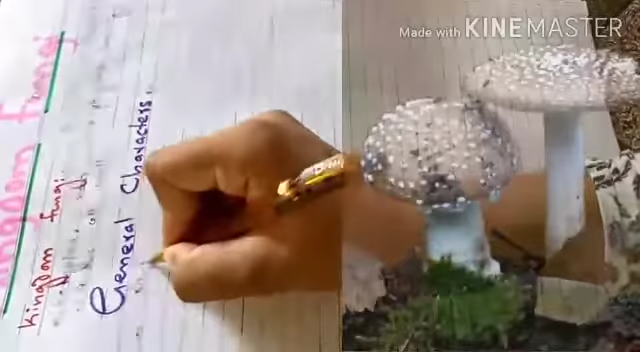 Kingdom Fungi
Kingdom fungi
General Characters.
Made with KINEMASTER